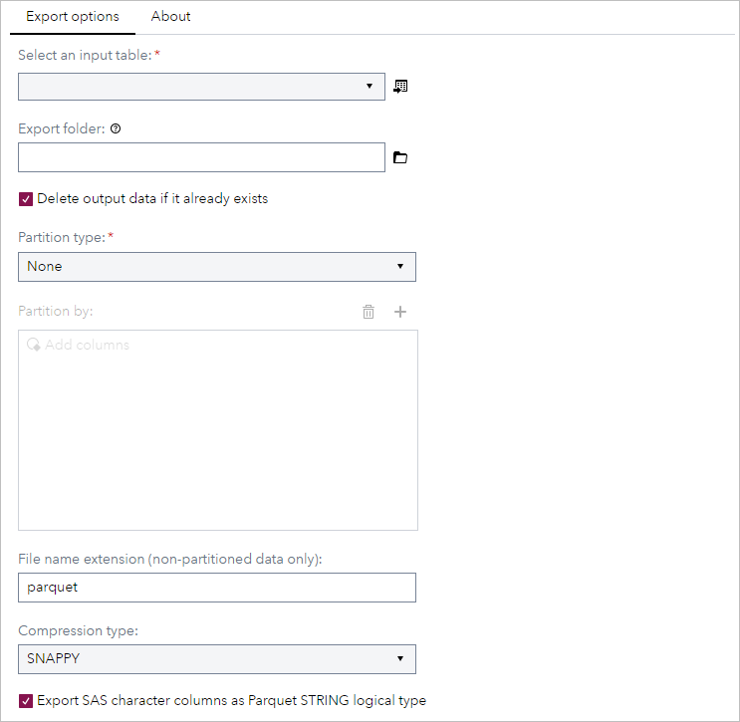 Export options About
Select an input table:*
Export folder:
Delete output data if it already exists
Partition type:*
None
Partition by:
Add columns
File name extension (non-partitioned data only):
parquet
Compression type:
SNAPPY
Export SAS character columns as Parquet STRING logical type